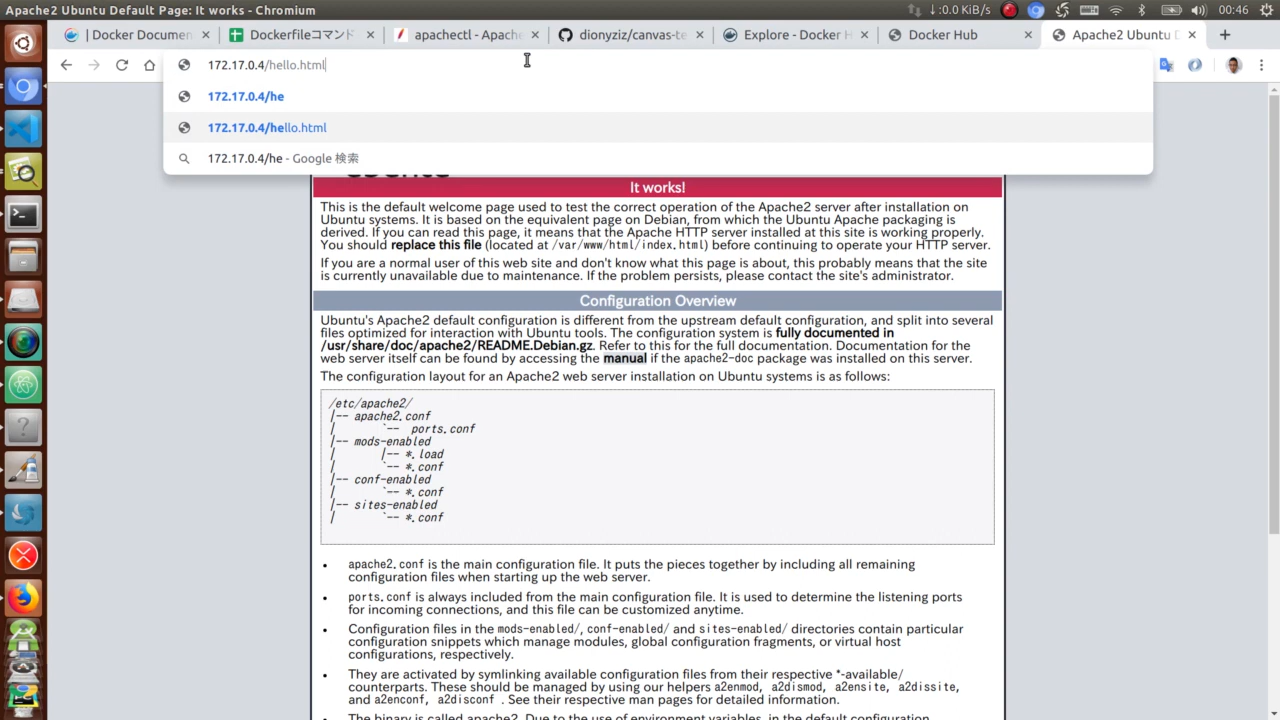 Apache2 Ubuntu Default Page: It works - Chromium
↓:0.0 KiB/s
00:46
| Docker Documen
Dockerfileコマンド
apachectl - Apache
dionyziz/canvas-te
Explore - Docker H
Docker Hub
Apache2 Ubuntu D
172.17.0.4/hello.html
172.17.0.4/he
172.17.0.4/hello.html
172.17.0.4/he - Google 検索
It works!
This is the default welcome page used to test the correct operation of the Apache2 server after installation on
Ubuntu systems. It is based on the equivalent page on Debian, from which the Ubuntu Apache packaging is
derived. If you can read this page, it means that the Apache HTTP server installed at this site is working properly.
You should replace this file (located at /var/www/html/index.html) before continuing to operate your HTTP server.
If you are a normal user of this web site and don't know what this page is about, this probably means that the site
is currently unavailable due to maintenance. If the problem persists, please contact the site's administrator.
Configuration Overview
Ubuntu's Apache2 default configuration is different from the upstream default configuration, and split into several
files optimized for interaction with Ubuntu tools. The configuration system is fully documented in
/usr/share/doc/apache2/README.Debian.gz. Refer to this for the full documentation. Documentation for the
web server itself can be found by accessing the manual if the apache2-doc package was installed on this server.
The configuration layout for an Apache2 web server installation on Ubuntu systems is as follows:
/etc/apache2/
|-- apache2.conf
|       `--  ports.conf
|-- mods-enabled
|       |-- *.load
|       `-- *.conf
|-- conf-enabled
|       `-- *.conf
|-- sites-enabled
|       `-- *.conf
• apache2.conf is the main configuration file. It puts the pieces together by including all remaining
configuration files when starting up the web server.
• ports.conf is always included from the main configuration file. It is used to determine the listening ports
for incoming connections, and this file can be customized anytime.
• Configuration files in the mods-enabled/, conf-enabled/ and sites-enabled/ directories contain particular
configuration snippets which manage modules, global configuration fragments, or virtual host
configurations, respectively.
• They are activated by symlinking available configuration files from their respective *-available/
counterparts. These should be managed by using our helpers a2enmod, a2dismod, a2ensite, a2dissite,
and a2enconf, a2disconf . See their respective man pages for detailed information.
• The binary is called apache2. Due to the use of environment variables, in the default configuration,